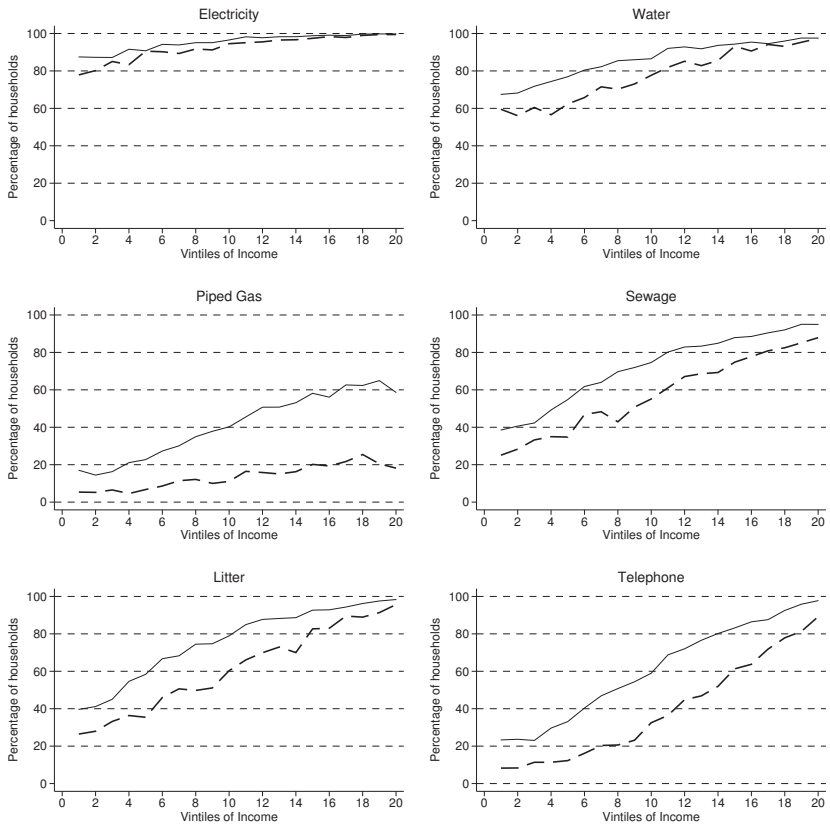 Electricity
Percentage of households
100
80
60
40
20
0
0 2 4 6 8 10 12 14 16 18 20
Vintiles of Income
Water
Percentage of households
100
80
60
40
20
0
0 2 4 6 8 10 12 14 16 18 20
Vintiles of Income
Piped Gas
Percentage of households
100
80
60
40
20
0
0 2 4 6 8 10 12 14 16 18 20
Vintiles of Income
Sewage
Percentage of households
100
80
60
40
20
0
0 2 4 6 8 10 12 14 16 18 20
Vintiles of Income
Litter
Percentage of households
100
80
60
40
20
0
0 2 4 6 8 10 12 14 16 18 20
Vintiles of Income
Telephone
Percentage of households
100
80
60
40
20
0
0 2 4 6 8 10 12 14 16 18 20
Vintiles of Income